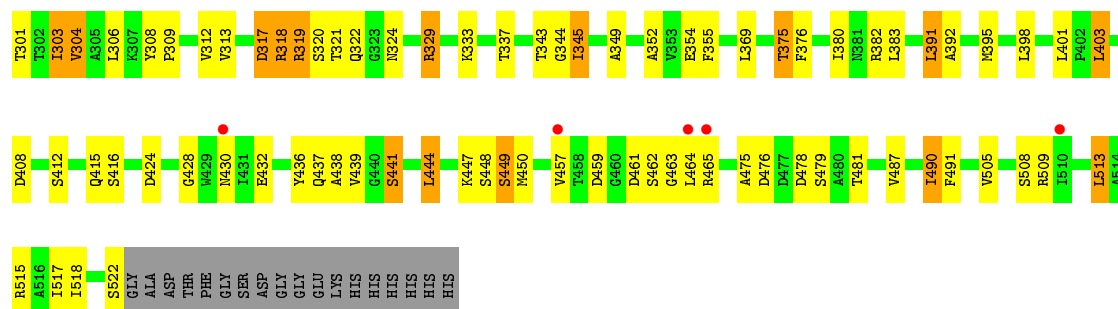 T301 T302 I303 V304 A305 L306 K307 Y308 P309 V312 V313 D317 R318 R319 S320 T321 Q322 G323 N324 R329 K333 T337 T343 G344 I345 A349 A352 V353 E354 F355 L369 T375 F376 I380 N381 R382 L383 L391 A392 M395 L398 L401 P402 L403
D408 S412 Q415 S416 D424 G428 W429 N430 I431 E432 Y436 Q437 A438 V439 G440 S441 L444 K447 S448 S449 M450 V457 T458 D459 G460 D461 S462 G463 L464 R465 A475 D476 D477 D478 S479 A480 T481 V487 I490 F491 V505 S508 R509 I510 L513 A514
R515 A516 I517 I518 S522 GLY ALA ASP THR PHE GLY SER ASP GLY GLY GLU LYS HIS HIS HIS HIS HIS HIS